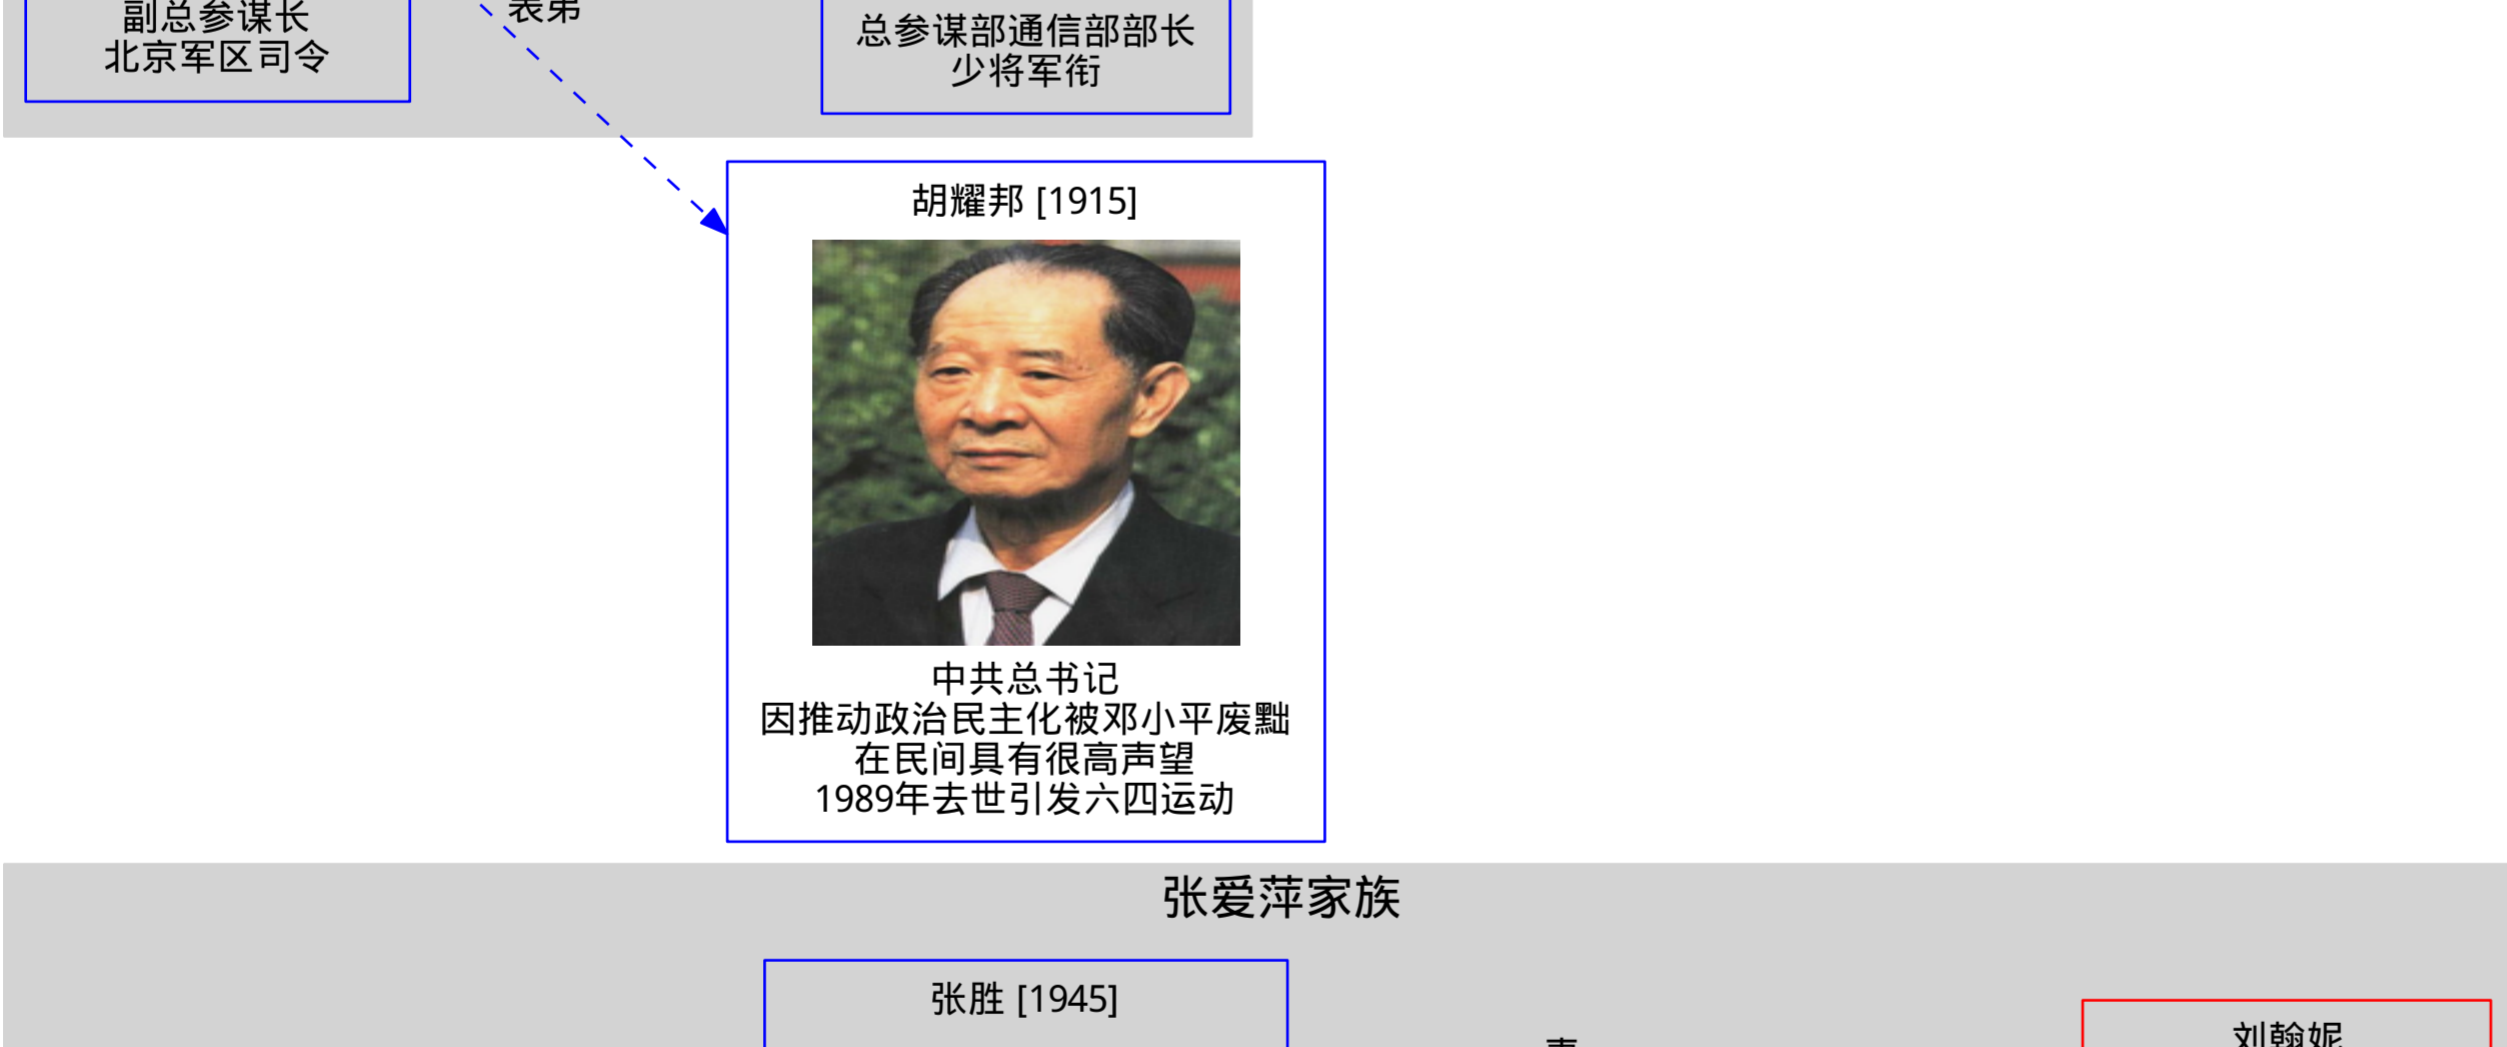 副总参谋长
北京军区司令
表弟
总参谋部通信部部长
少将军衔
胡耀邦 [1915]
中共总书记
因推动政治民主化被邓小平废黜
在民间具有很高声望
1989年去世引发六四运动
张爱萍家族
张胜 [1945]
刘翰妮